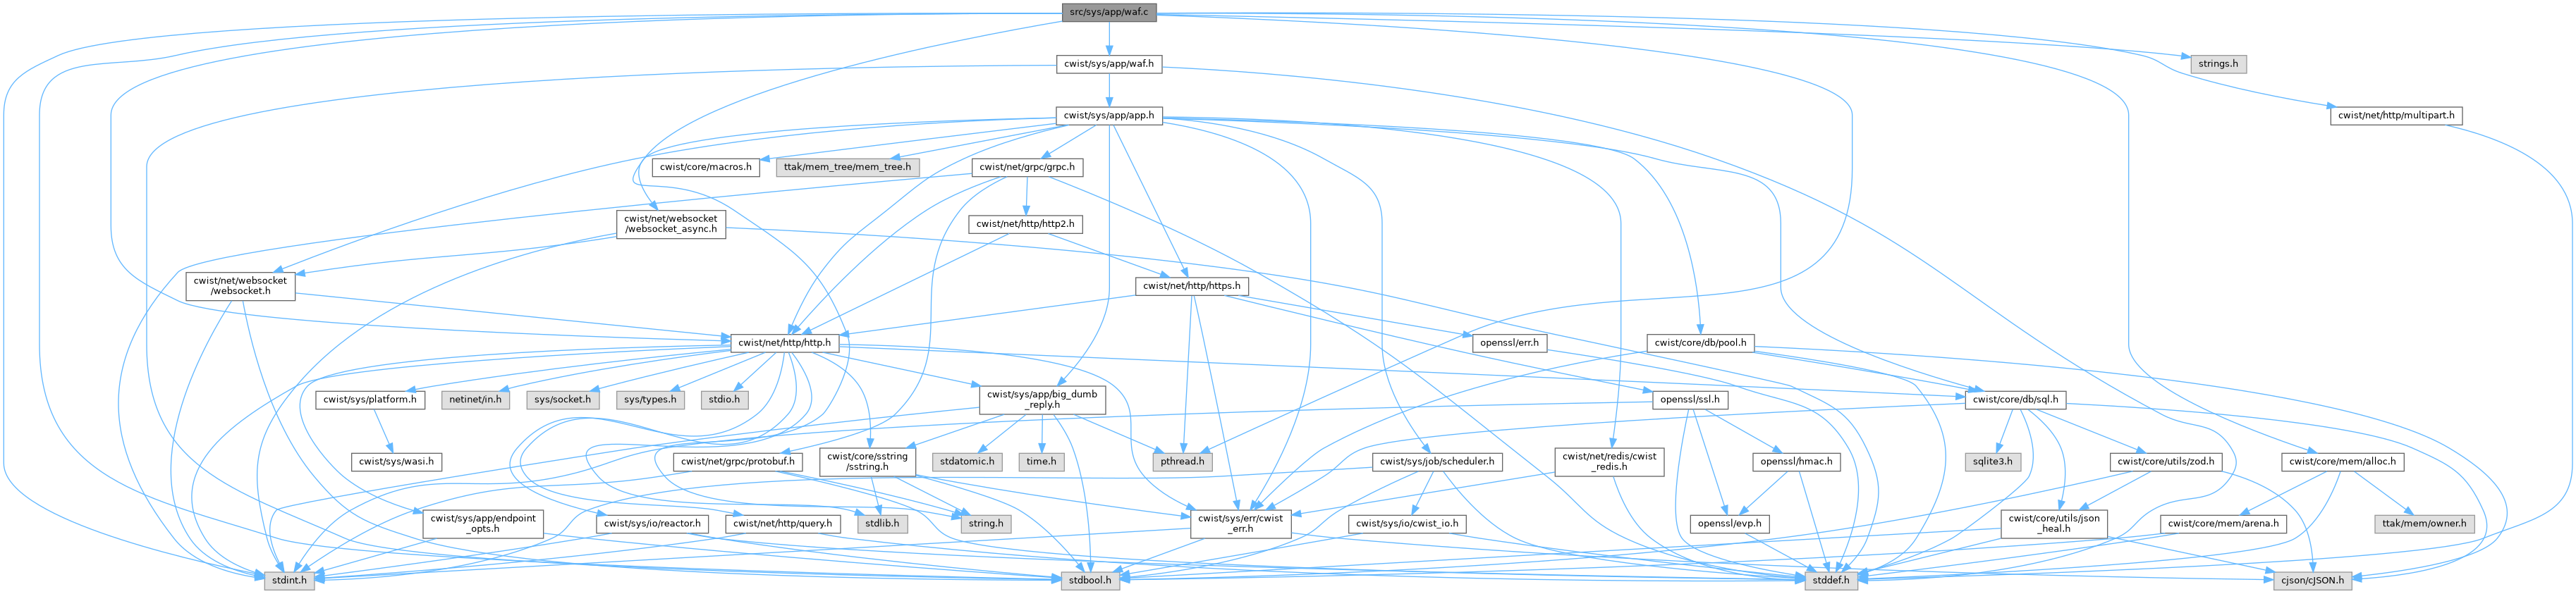 src/sys/app/waf.c
cwist/sys/app/waf.h
strings.h
cwist/sys/app/app.h
cwist/net/http/multipart.h
cwist/core/macros.h
ttak/mem_tree/mem_tree.h
cwist/net/grpc/grpc.h
cwist/net/websocket
/websocket_async.h
cwist/net/http/http2.h
cwist/net/websocket
/websocket.h
cwist/net/http/https.h
cwist/net/http/http.h
openssl/err.h
cwist/core/db/pool.h
cwist/sys/platform.h
netinet/in.h
sys/socket.h
sys/types.h
stdio.h
cwist/sys/app/big_dumb
_reply.h
openssl/ssl.h
cwist/core/db/sql.h
cwist/sys/wasi.h
cwist/net/grpc/protobuf.h
cwist/core/sstring
/sstring.h
stdatomic.h
time.h
pthread.h
cwist/sys/job/scheduler.h
cwist/net/redis/cwist
_redis.h
openssl/hmac.h
sqlite3.h
cwist/core/utils/zod.h
cwist/core/mem/alloc.h
cwist/sys/app/endpoint
_opts.h
cwist/sys/io/reactor.h
cwist/net/http/query.h
stdlib.h
string.h
cwist/sys/err/cwist
_err.h
cwist/sys/io/cwist_io.h
openssl/evp.h
cwist/core/utils/json
_heal.h
cwist/core/mem/arena.h
ttak/mem/owner.h
stdint.h
stdbool.h
stddef.h
cjson/cJSON.h